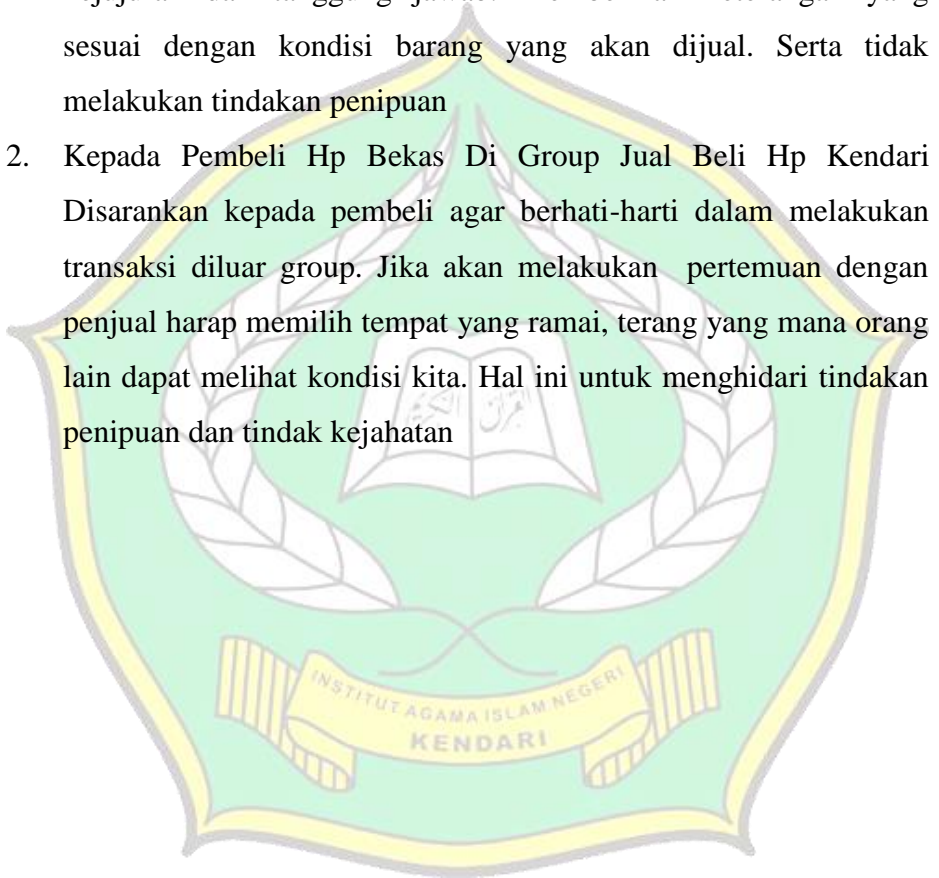 sesuai dengan kondisi barang yang akan dijual. Serta tidak
melakukan tindakan penipuan
2. Kepada Pembeli Hp Bekas Di Group Jual Beli Hp Kendari
Disarankan kepada pembeli agar berhati-harti dalam melakukan
transaksi diluar group. Jika akan melakukan pertemuan dengan
penjual harap memilih tempat yang ramai, terang yang mana orang
lain dapat melihat kondisi kita. Hal ini untuk menghidari tindakan
penipuan dan tindak kejahatan
القرآن الكريم
INSTITUT AGAMA ISLAM NEGERI
KENDARI